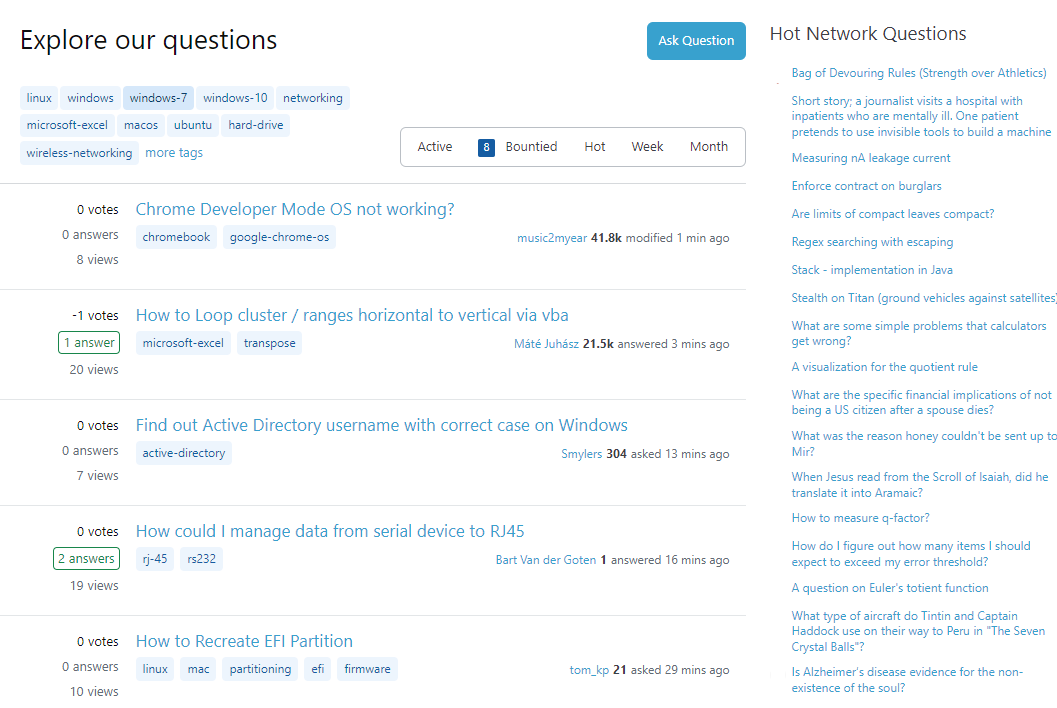 Explore our questions
Ask Question
linux windows windows-7 windows-10 networking
microsoft-excel macos ubuntu hard-drive
wireless-networking more tags
Active 8 Bountied Hot Week Month
0 votes
0 answers
8 views
Chrome Developer Mode OS not working?
chromebook google-chrome-os
music2myear 41.8k modified 1 min ago
-1 votes
1 answer
20 views
How to Loop cluster / ranges horizontal to vertical via vba
microsoft-excel transpose
Máté Juhász 21.5k answered 3 mins ago
0 votes
0 answers
7 views
Find out Active Directory username with correct case on Windows
active-directory
Smylers 304 asked 13 mins ago
0 votes
2 answers
19 views
How could I manage data from serial device to RJ45
rj-45 rs232
Bart Van der Goten 1 answered 16 mins ago
0 votes
0 answers
10 views
How to Recreate EFI Partition
linux mac partitioning efi firmware
tom_kp 21 asked 29 mins ago
Hot Network Questions
Bag of Devouring Rules (Strength over Athletics)
Short story; a journalist visits a hospital with
inpatients who are mentally ill. One patient
pretends to use invisible tools to build a machine
Measuring nA leakage current
Enforce contract on burglars
Are limits of compact leaves compact?
Regex searching with escaping
Stack - implementation in Java
Stealth on Titan (ground vehicles against satellites)
What are some simple problems that calculators
get wrong?
A visualization for the quotient rule
What are the specific financial implications of not
being a US citizen after a spouse dies?
What was the reason honey couldn't be sent up to
Mir?
When Jesus read from the Scroll of Isaiah, did he
translate it into Aramaic?
How to measure q-factor?
How do I figure out how many items I should
expect to exceed my error threshold?
A question on Euler's totient function
What type of aircraft do Tintin and Captain
Haddock use on their way to Peru in "The Seven
Crystal Balls"?
Is Alzheimer's disease evidence for the non-
existence of the soul?